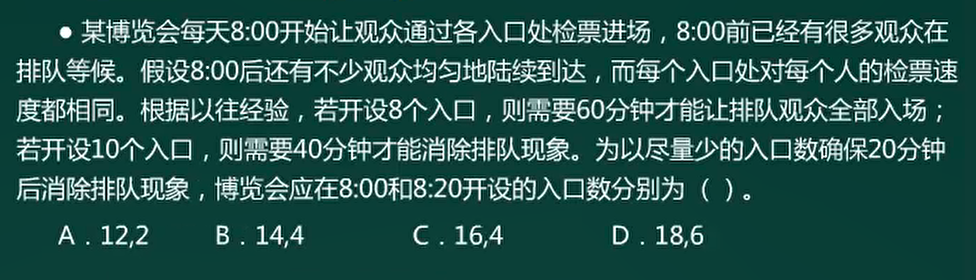 ● 某博览会每天8:00开始让观众通过各入口处检票进场，8:00前已经有很多观众在
排队等候。假设8:00后还有不少观众均匀地陆续到达，而每个入口处对每个人的检票速
度都相同。根据以往经验，若开设8个入口，则需要60分钟才能让排队观众全部入场；
若开设10个入口，则需要40分钟才能消除排队现象。为以尽量少的入口数确保20分钟
后消除排队现象，博览会应在8:00和8:20开设的入口数分别为（ ）。
A．12,2 B．14,4 C．16,4 D．18,6